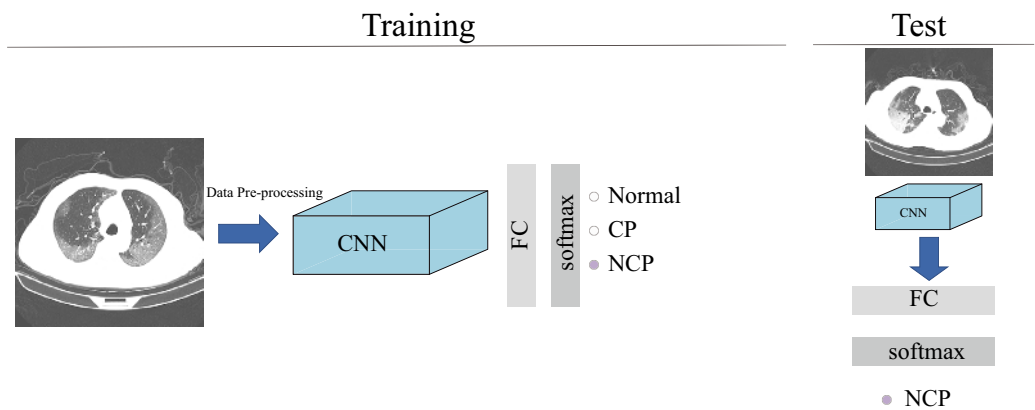 Training
Data Pre-processing
CNN
FC
softmax
Normal
CP
NCP
Test
CNN
FC
softmax
NCP